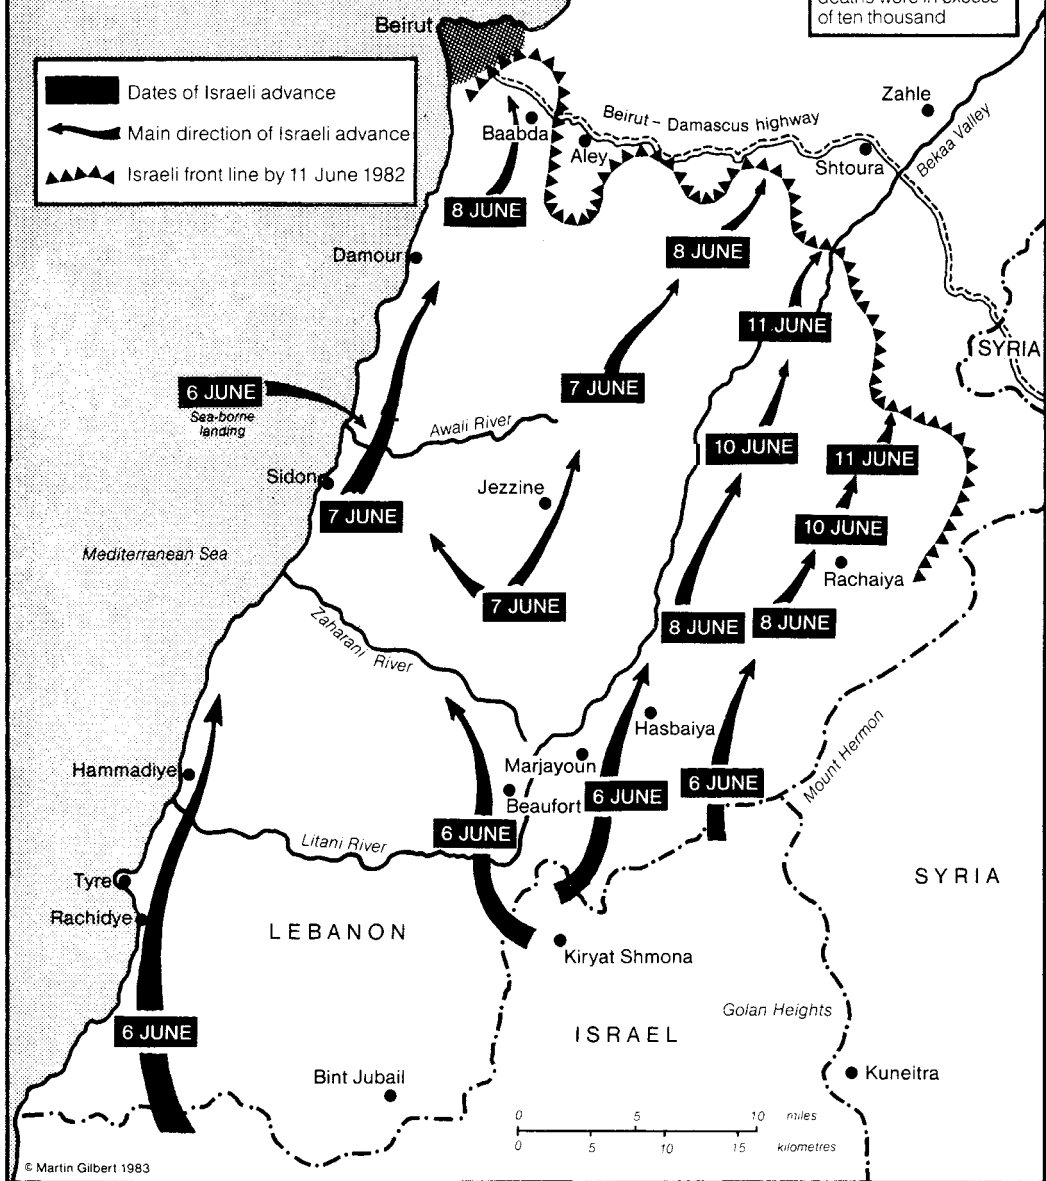 deaths were in excess
of ten thousand
Beirut
Dates of Israeli advance
Main direction of Israeli advance
Israeli front line by 11 June 1982
Zahle
Beirut – Damascus highway
Baabda
Aley
Shtoura
Bekaa Valley
8 JUNE
Damour
8 JUNE
11 JUNE
SYRIA
6 JUNE
Sea-borne
landing
7 JUNE
Awali River
10 JUNE
11 JUNE
Sidon
Jezzine
7 JUNE
10 JUNE
Mediterranean Sea
Rachaiya
7 JUNE
8 JUNE
8 JUNE
Zaharani River
Hasbaiya
Mount Hermon
Hammadiye
Marjayoun
6 JUNE
6 JUNE
Beaufort
6 JUNE
Litani River
Tyre
SYRIA
Rachidye
LEBANON
Kiryat Shmona
Golan Heights
6 JUNE
ISRAEL
Bint Jubail
Kuneitra
0 5 10 miles
0 5 10 15 kilometres
© Martin Gilbert 1983